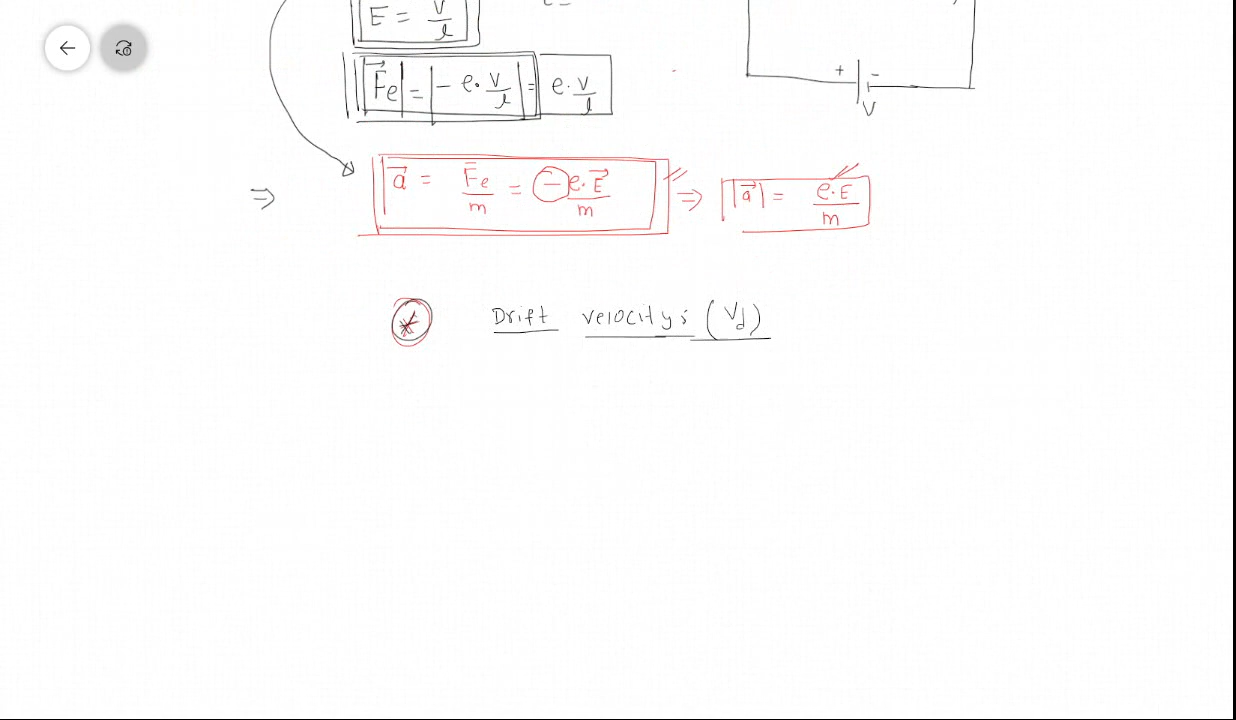 E = V/l
|F⃗e| = |- e. V/l| = e. V/l
+ -
V
⇒ a⃗ = F̄e/m = - e. E⃗/m ⇒ |a⃗| = e.E/m
* Drift velocity: (Vd)